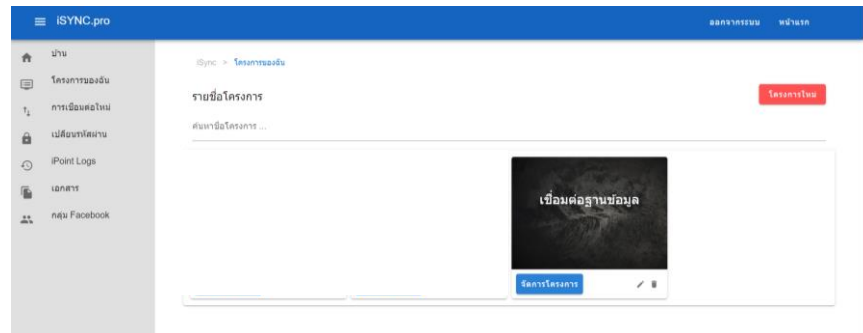 iSYNC.pro
ออกจากระบบ หน้าแรก
บ้าน
โครงการของฉัน
การเชื่อมต่อใหม่
เปลี่ยนรหัสผ่าน
iPoint Logs
เอกสาร
กลุ่ม Facebook
iSync > โครงการของฉัน
รายชื่อโครงการ
โครงการใหม่
ค้นหาชื่อโครงการ ...
เชื่อมต่อฐานข้อมูล
จัดการโครงการ